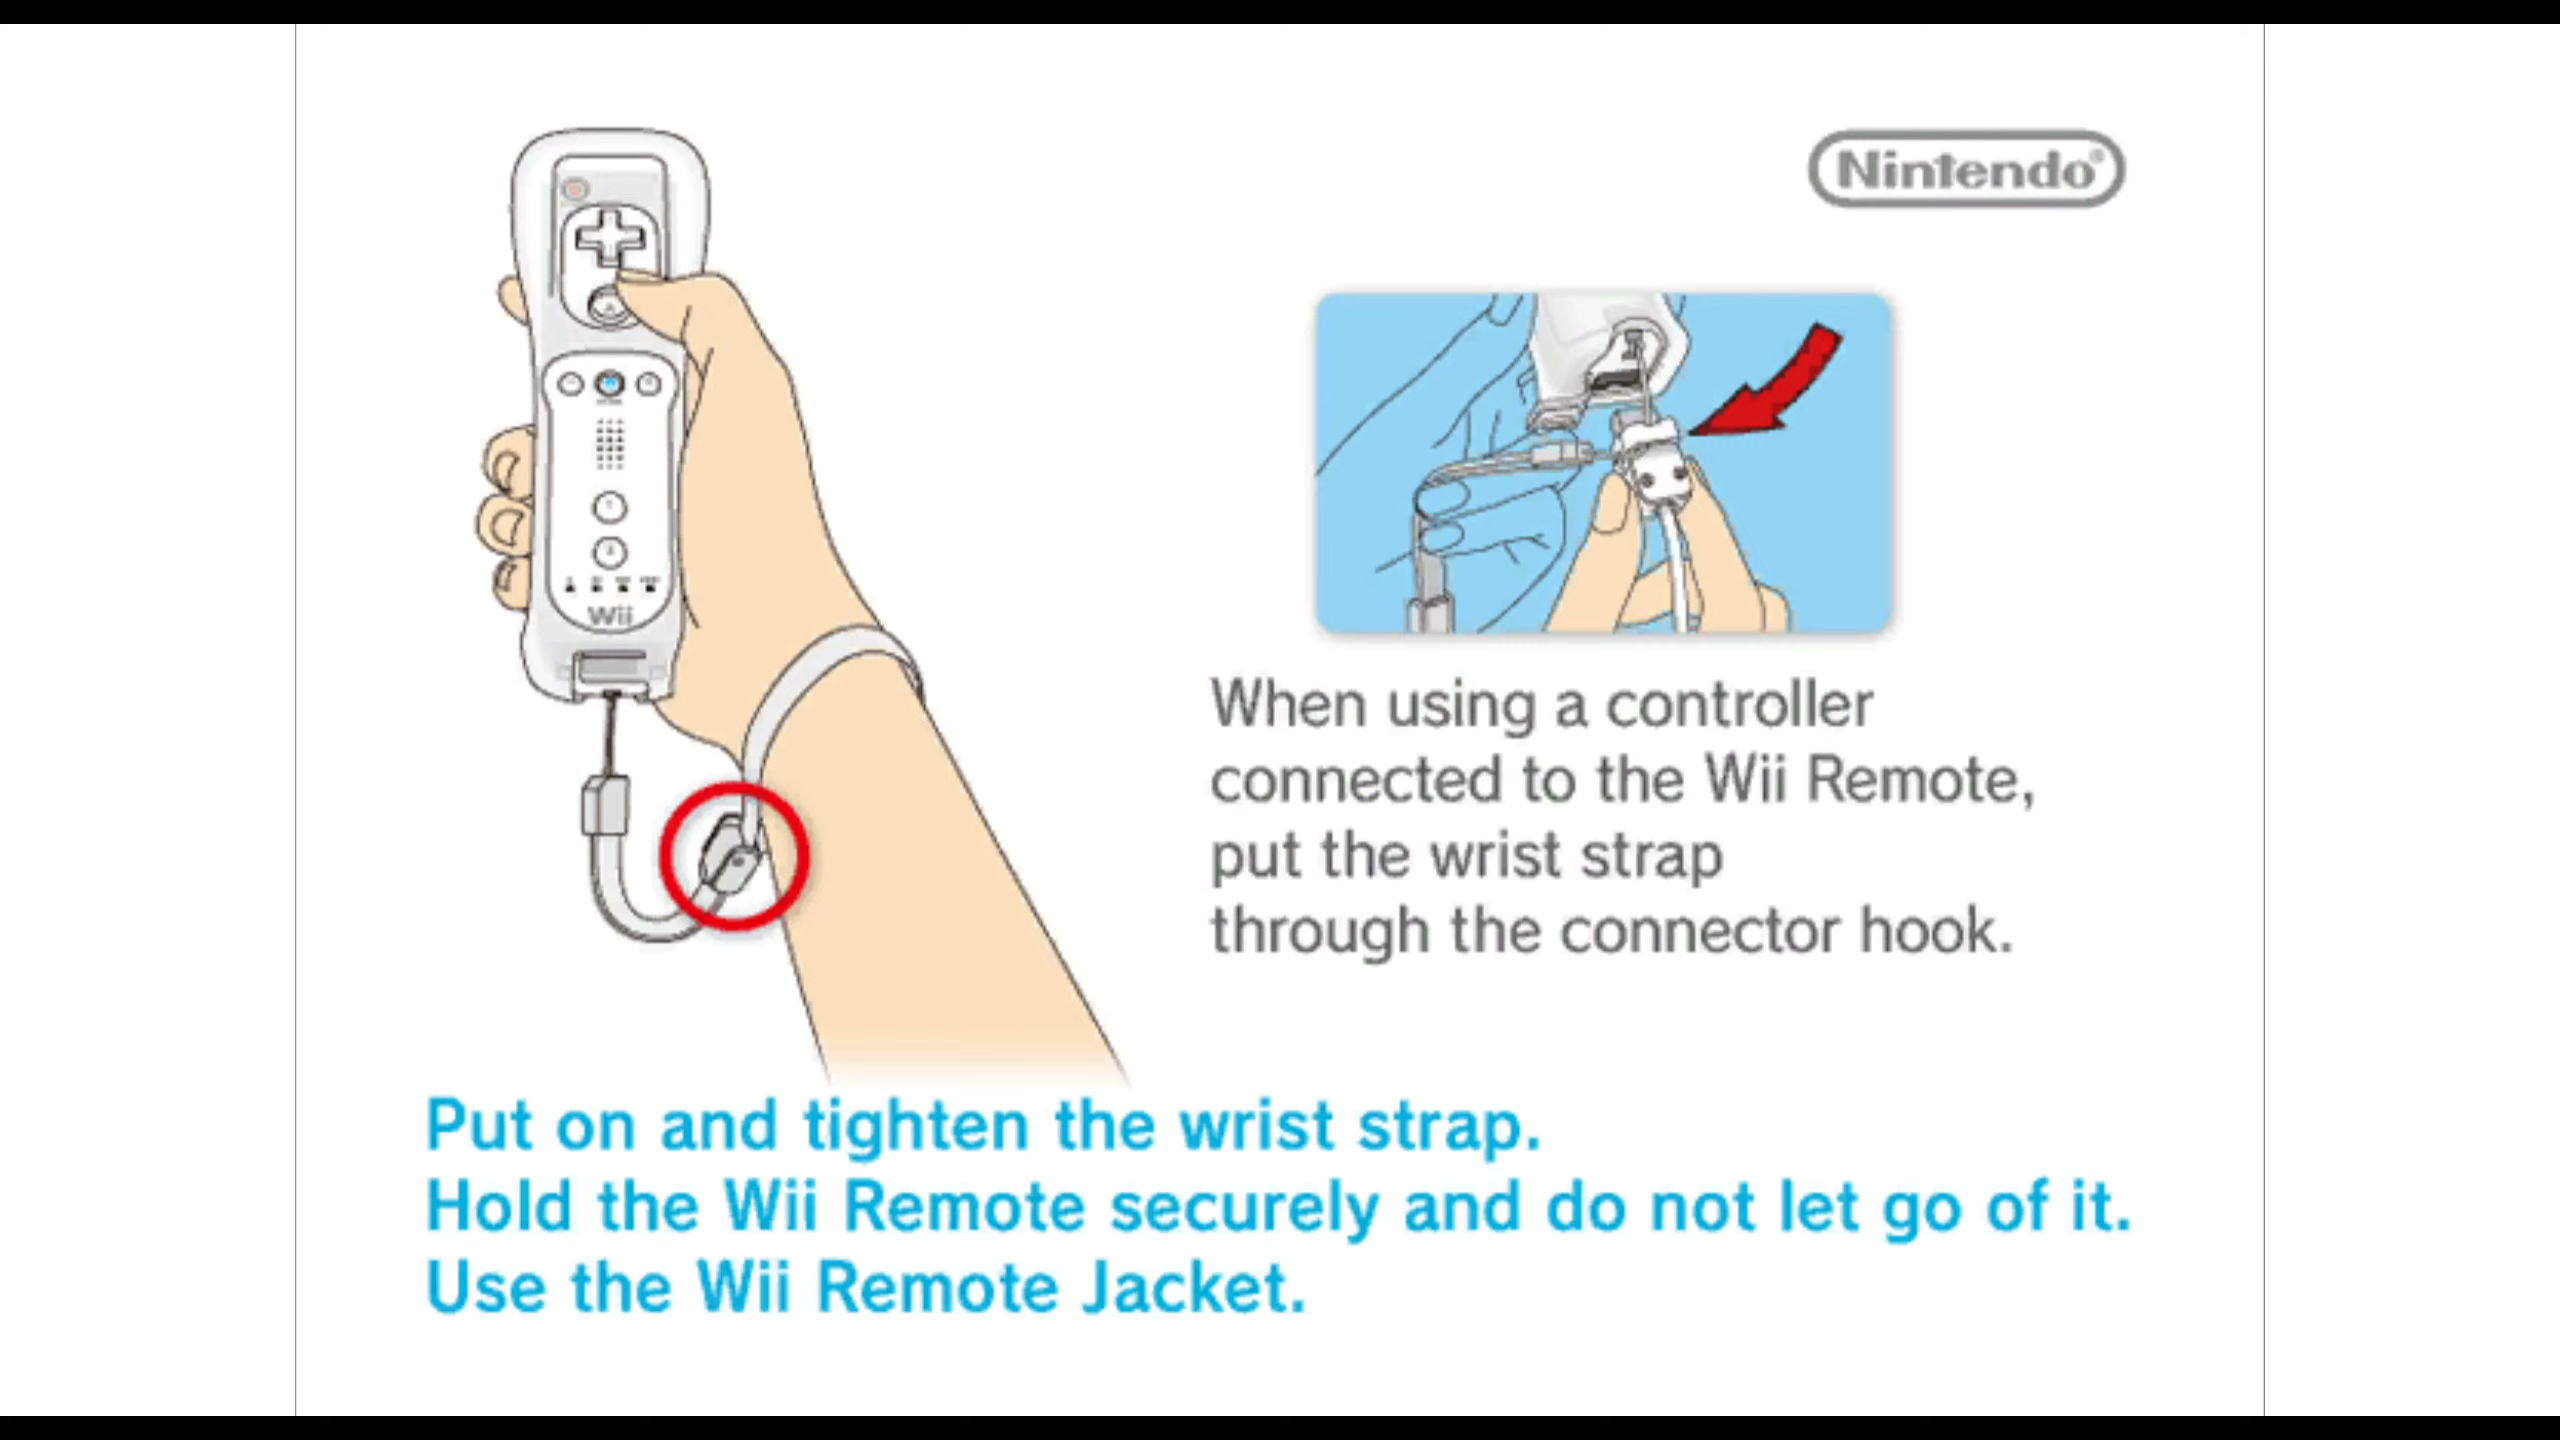 Nintendo®
Wii
When using a controller
connected to the Wii Remote,
put the wrist strap
through the connector hook.
Put on and tighten the wrist strap.
Hold the Wii Remote securely and do not let go of it.
Use the Wii Remote Jacket.